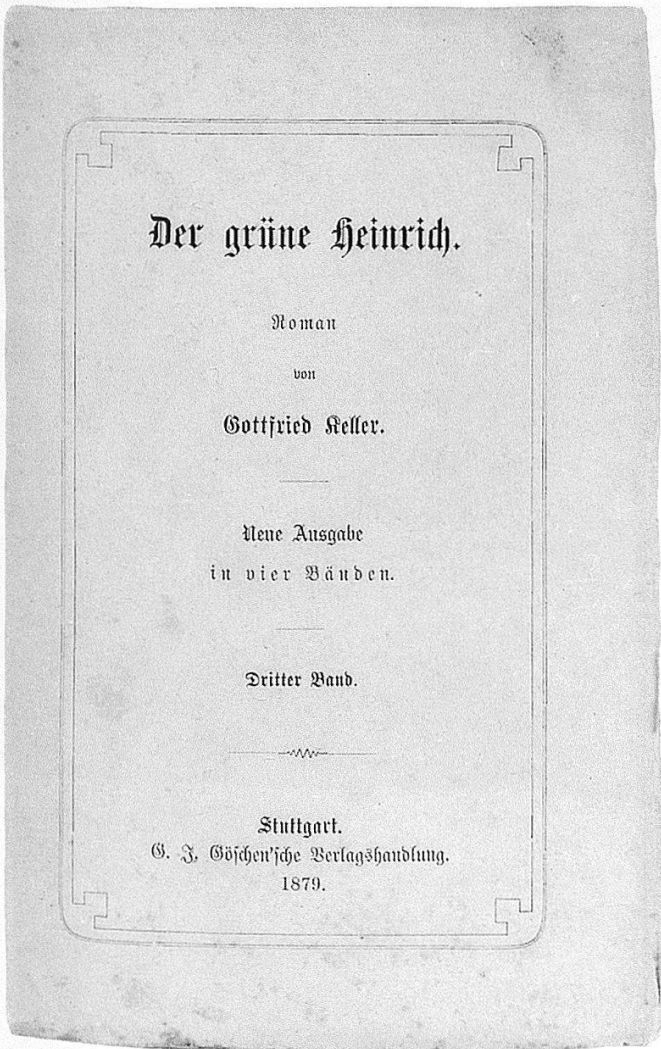 Der grüne Heinrich.
Roman
von
Gottfried Keller.
Neue Ausgabe
in vier Bänden.
Dritter Band.
Stuttgart.
G. J. Göschen'sche Verlagshandlung.
1879.